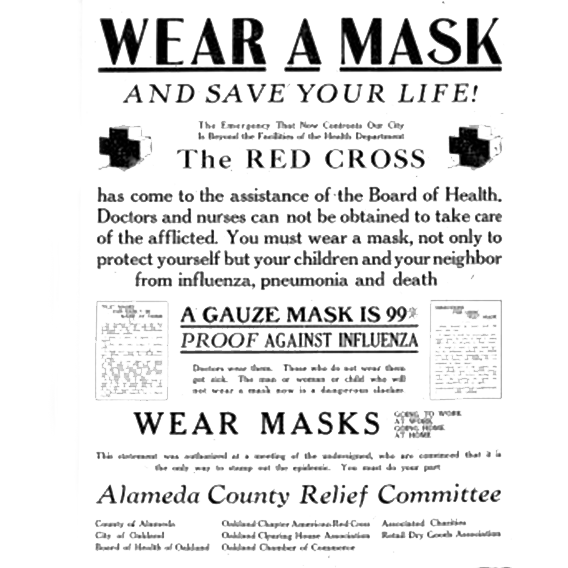 WEAR A MASK
AND SAVE YOUR LIFE!
The Emergency That Now Confronts Our City
Is Beyond the Facilities of the Health Department
The RED CROSS
has come to the assistance of the Board of Health.
Doctors and nurses can not be obtained to take care
of the afflicted. You must wear a mask, not only to
protect yourself but your children and your neighbor
from influenza, pneumonia and death
A GAUZE MASK IS 99%
PROOF AGAINST INFLUENZA
Doctors wear them. Those who do not wear them
get sick. The man or woman or child who will
not wear a mask now is a dangerous slacker
WEAR MASKS
GOING TO WORK
AT WORK
GOING HOME
AT HOME
This statement was authorized at a meeting of the undersigned, who are convinced that it is
the only way to stamp out the epidemic. You must do your part
Alameda County Relief Committee
County of Alameda
City of Oakland
Board of Health of Oakland
Oakland Chapter American Red Cross
Oakland Clearing House Association
Oakland Chamber of Commerce
Associated Charities
Retail Dry Goods Association